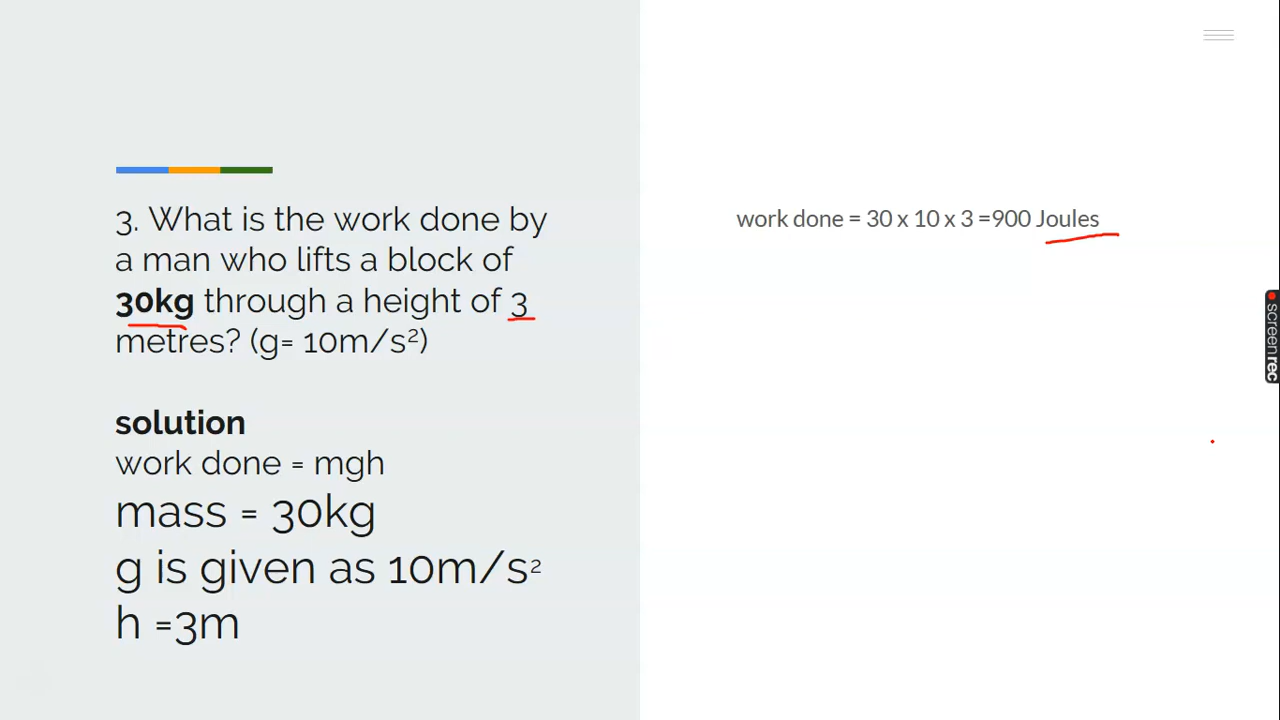 3. What is the work done by
a man who lifts a block of
30kg through a height of 3
metres? (g= 10m/s²)
solution
work done = mgh
mass = 30kg
g is given as 10m/s²
h =3m
work done = 30 x 10 x 3 =900 Joules
screenrec